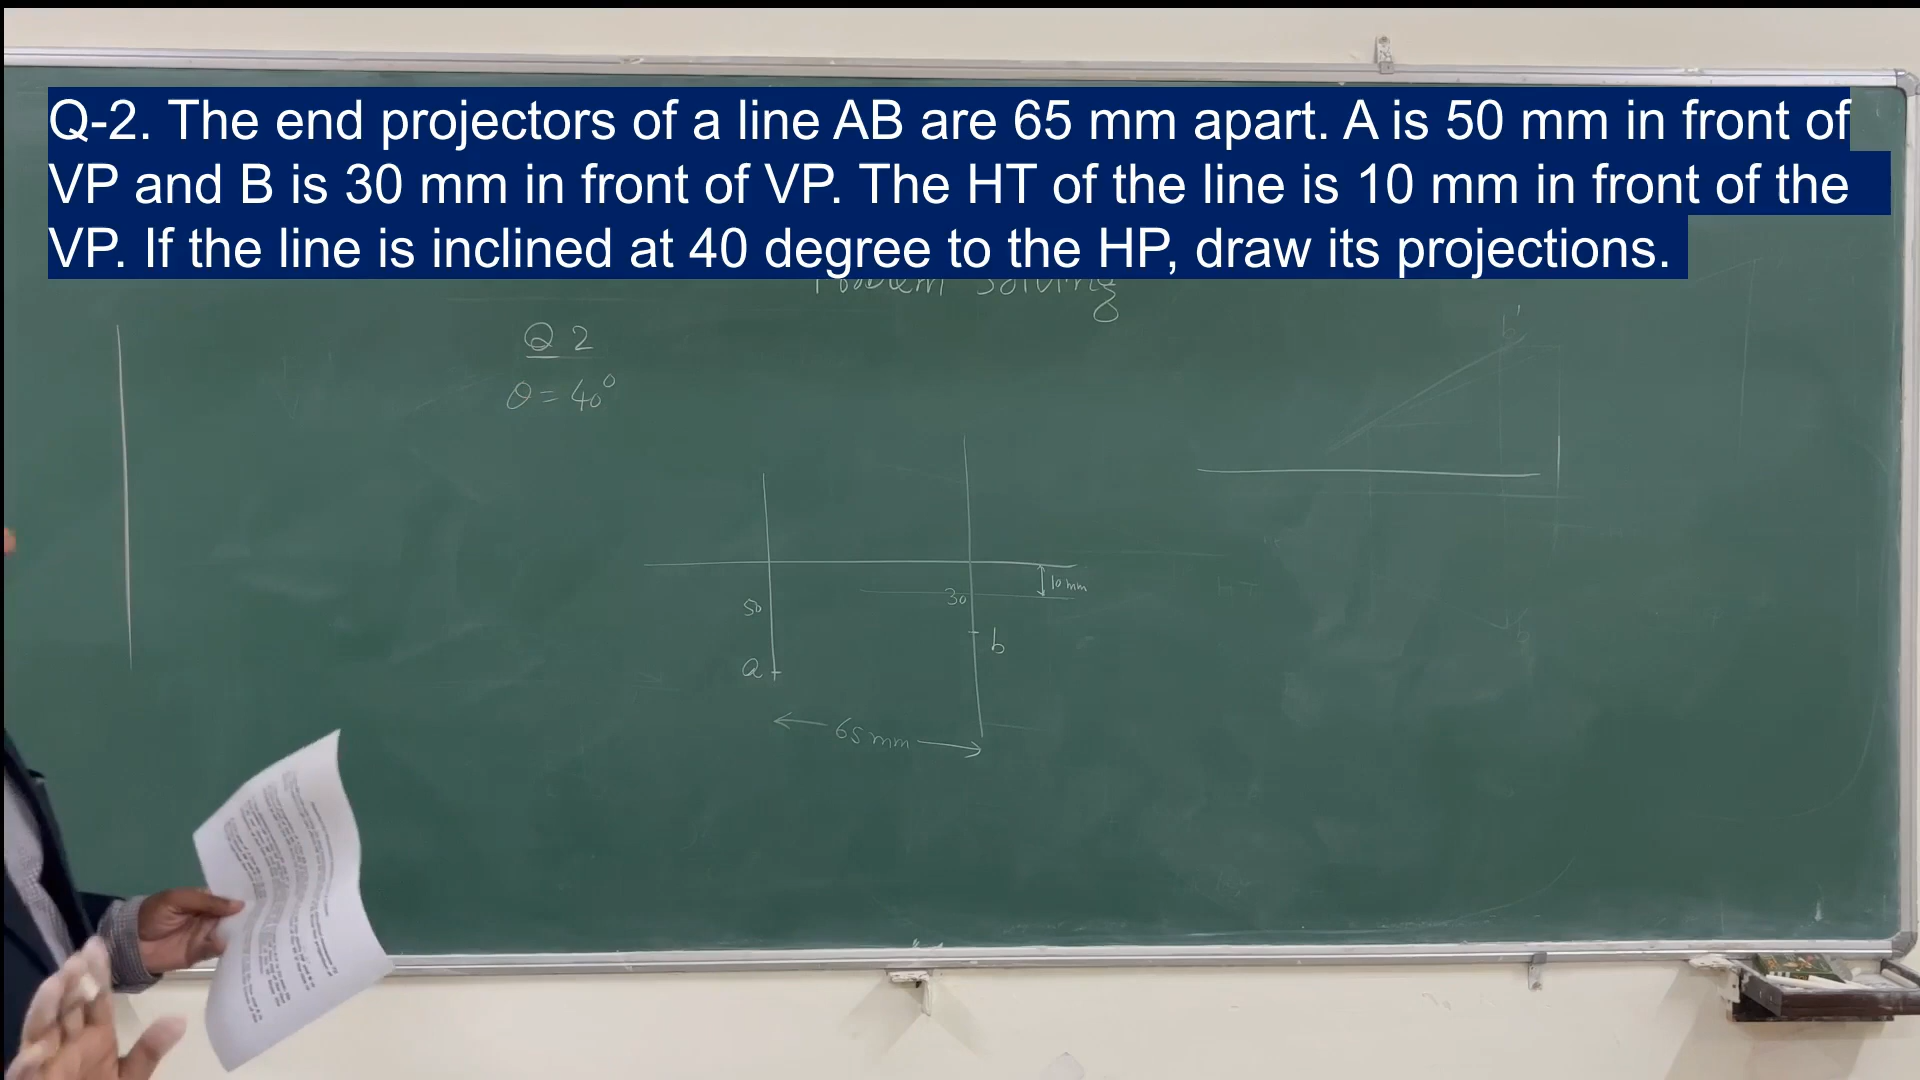 Q-2. The end projectors of a line AB are 65 mm apart. A is 50 mm in front of
VP and B is 30 mm in front of VP. The HT of the line is 10 mm in front of the
VP. If the line is inclined at 40 degree to the HP, draw its projections.
Problem Solving
Q 2
θ = 40°
b'
10 mm
50
30
b
a
65 mm
b